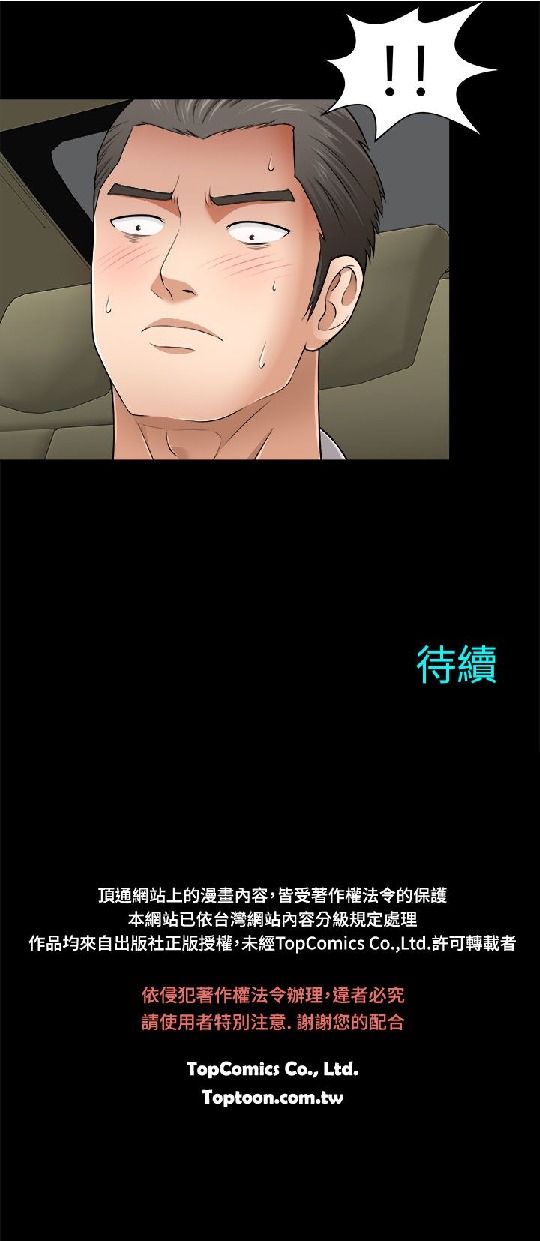 !!
待續
頂通網站上的漫畫內容，皆受著作權法令的保護
本網站已依台灣網站內容分級規定處理
作品均來自出版社正版授權，未經TopComics Co.,Ltd.許可轉載者
依侵犯著作權法令辦理，違者必究
請使用者特別注意. 謝謝您的配合
TopComics Co., Ltd.
Toptoon.com.tw